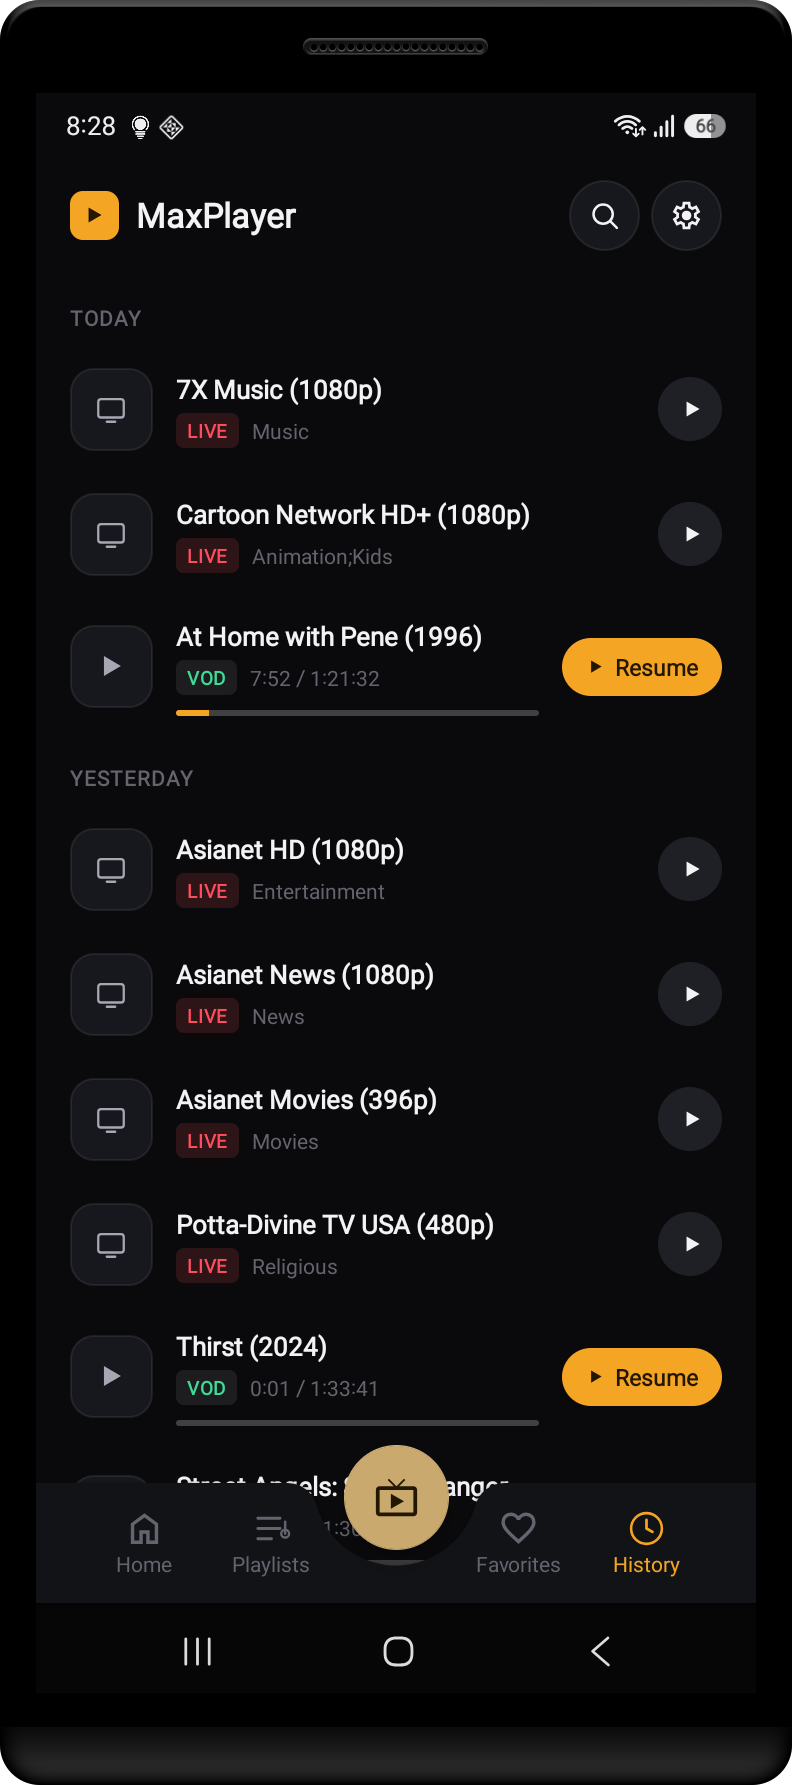 8:28
66
MaxPlayer
TODAY
7X Music (1080p)
LIVE Music
Cartoon Network HD+ (1080p)
LIVE Animation;Kids
At Home with Pene (1996)
VOD 7:52 / 1:21:32
Resume
YESTERDAY
Asianet HD (1080p)
LIVE Entertainment
Asianet News (1080p)
LIVE News
Asianet Movies (396p)
LIVE Movies
Potta-Divine TV USA (480p)
LIVE Religious
Thirst (2024)
VOD 0:01 / 1:33:41
Resume
Street Angels:
Home
Playlists
Favorites
History